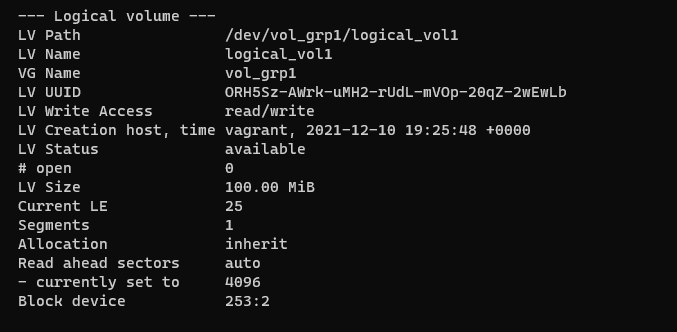 --- Logical volume ---
LV Path                /dev/vol_grp1/logical_vol1
LV Name                logical_vol1
VG Name                vol_grp1
LV UUID                ORH5Sz-AWrk-uMH2-rUdL-mVOp-20qZ-2wEwLb
LV Write Access        read/write
LV Creation host, time vagrant, 2021-12-10 19:25:48 +0000
LV Status              available
# open                 0
LV Size                100.00 MiB
Current LE             25
Segments               1
Allocation             inherit
Read ahead sectors     auto
- currently set to     4096
Block device           253:2